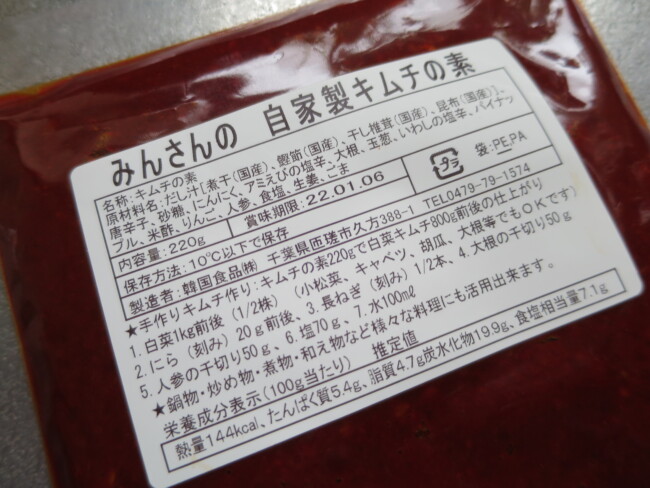 みんさんの 自家製キムチの素
名称:キムチの素
原材料名:だし汁[煮干(国産)、鰹節(国産)、干し椎茸(国産)、昆布(国産)]、
唐辛子、砂糖、にんにく、アミえびの塩辛、大根、玉葱、いわしの塩辛、パイナッ
プル、米酢、りんご、人参、食塩、生姜、ごま
内容量:220g
賞味期限:22.01.06
プラ
袋:PE,PA
保存方法:10℃以下で保存
製造者:韓国食品㈱ 千葉県匝瑳市久方388-1 TEL0479-79-1574
★手作りキムチ作り:キムチの素220gで白菜キムチ800g前後の仕上がり
1.白菜1kg前後(1/2株)(小松菜、キャベツ、胡瓜、大根等でもOKです)
2.にら(刻み)20g前後、3.長ねぎ(刻み)1/2本、4.大根の千切り50g
5.人参の千切り50g、6.塩70g、7.水100㎖
★鍋物・炒め物・煮物・和え物など様々な料理にも活用出来ます。
栄養成分表示(100g当たり) 推定値
熱量144kcal、たんぱく質5.4g、脂質4.7g炭水化物19.9g、食塩相当量7.1g